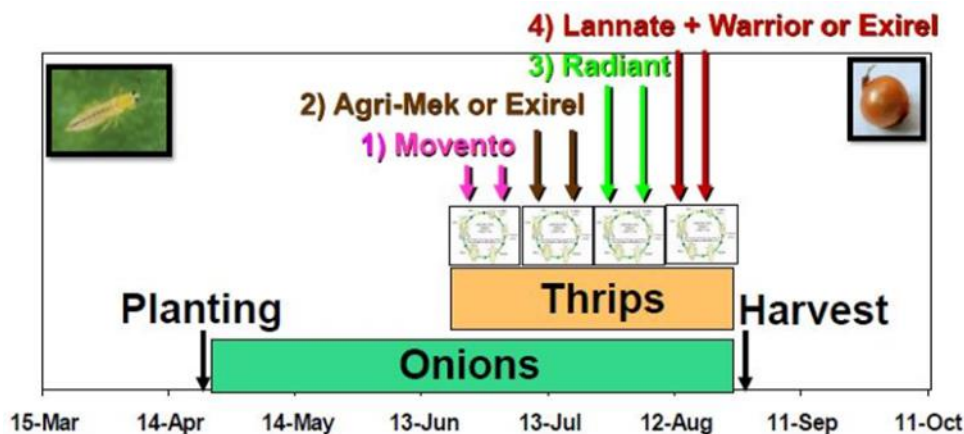 4) Lannate + Warrior or Exirel
3) Radiant
2) Agri-Mek or Exirel
1) Movento
Thrips
Planting
Harvest
Onions
15-Mar 14-Apr 14-May 13-Jun 13-Jul 12-Aug 11-Sep 11-Oct